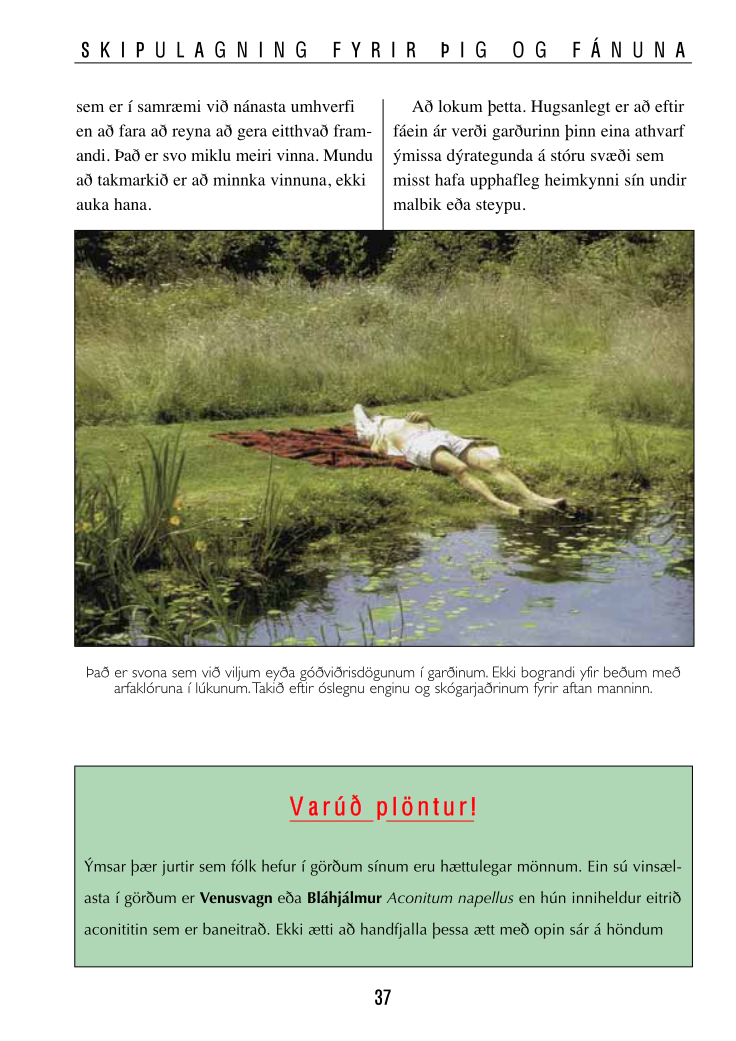 SKIPULAGNING FYRIR ÞIG OG FÁNUNA
sem er í samræmi við nánasta umhverfi
en að fara að reyna að gera eitthvað fram-
andi. Það er svo miklu meiri vinna. Mundu
að takmarkið er að minnka vinnuna, ekki
auka hana.
Að lokum þetta. Hugsanlegt er að eftir
fáein ár verði garðurinn þinn eina athvarf
ýmissa dýrategunda á stóru svæði sem
misst hafa upphafleg heimkynni sín undir
malbik eða steypu.
Það er svona sem við viljum eyða góðviðrisdögunum í garðinum. Ekki bograndi yfir beðum með
arfaklóruna í lúkunum. Takið eftir óslegnu enginu og skógarjaðrinum fyrir aftan manninn.
Varúð plöntur!
Ýmsar þær jurtir sem fólk hefur í görðum sínum eru hættulegar mönnum. Ein sú vinsæl-
asta í görðum er Venusvagn eða Bláhjálmur Aconitum napellus en hún inniheldur eitrið
aconititin sem er baneitrað. Ekki ætti að handfjalla þessa ætt með opin sár á höndum
37